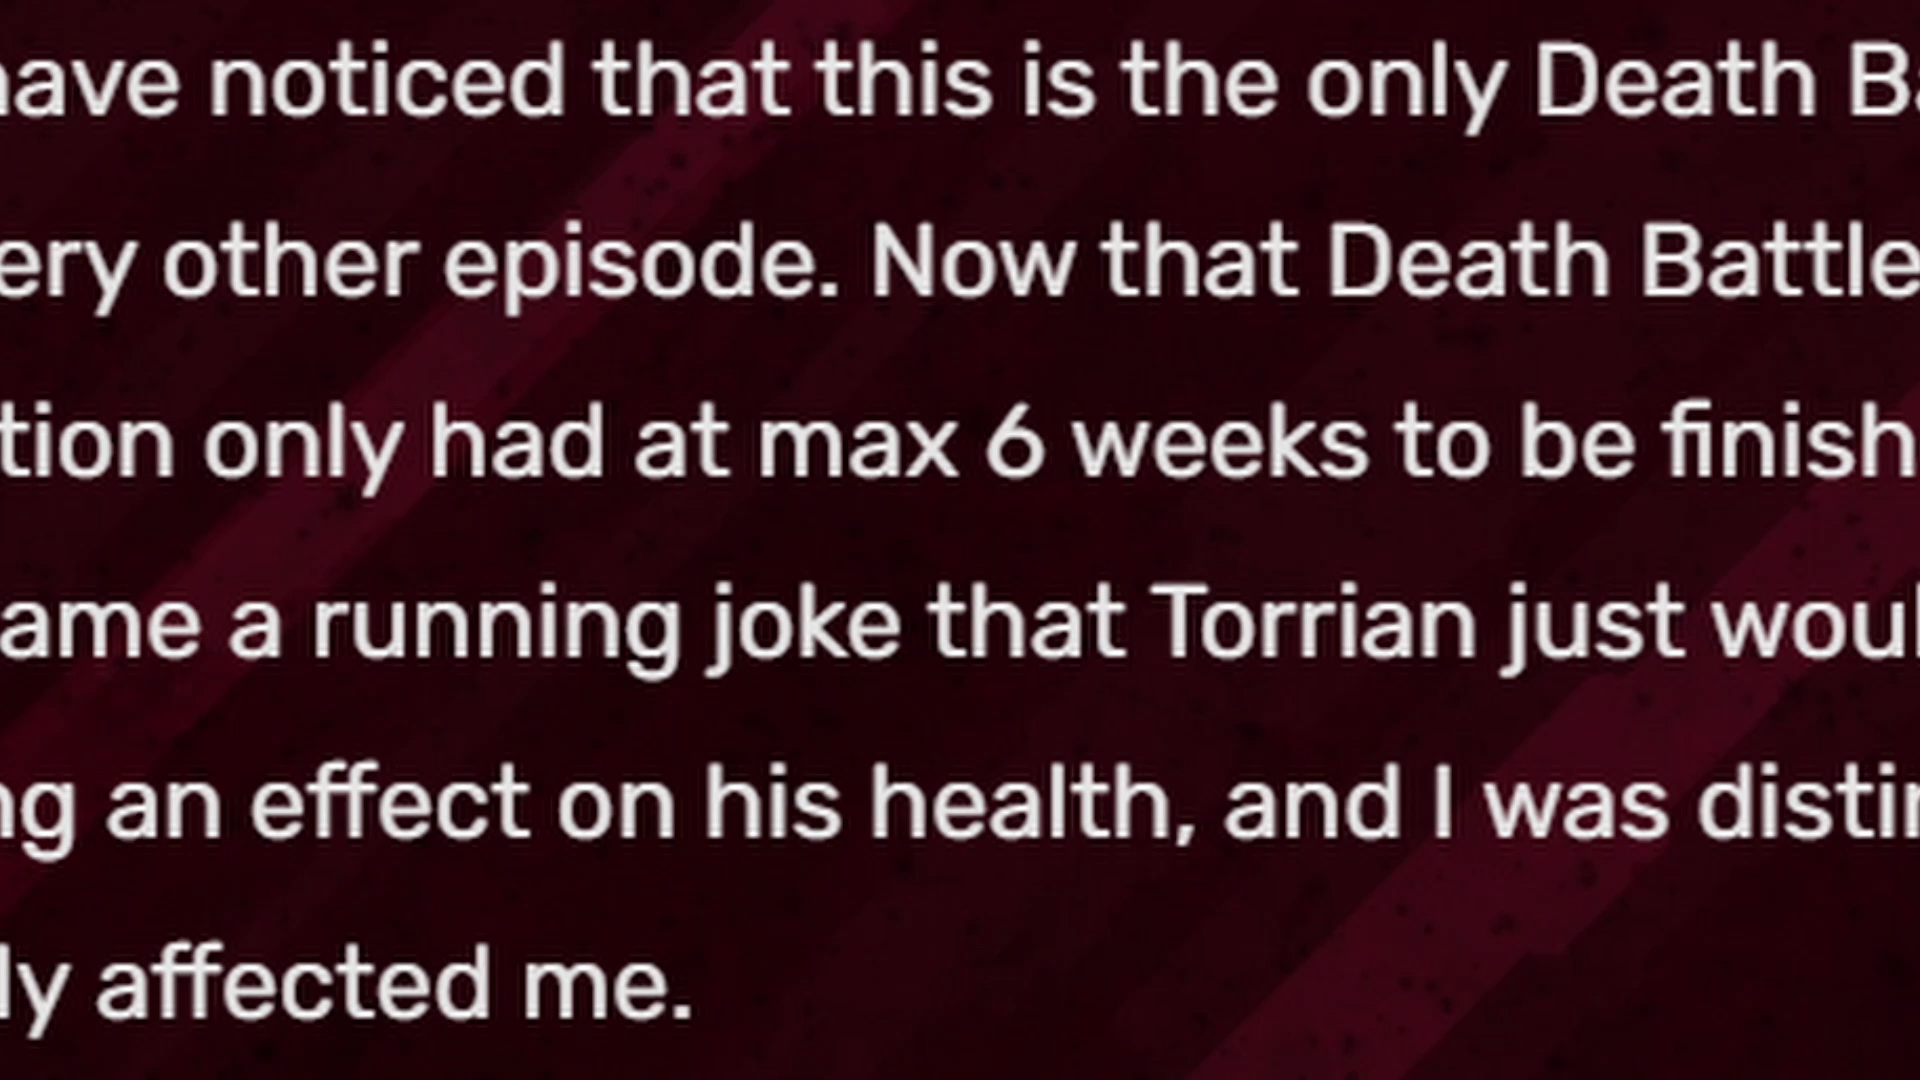 have noticed that this is the only Death Ba
ery other episode. Now that Death Battle
tion only had at max 6 weeks to be finish
ame a running joke that Torrian just woul
ng an effect on his health, and I was distin
ly affected me.